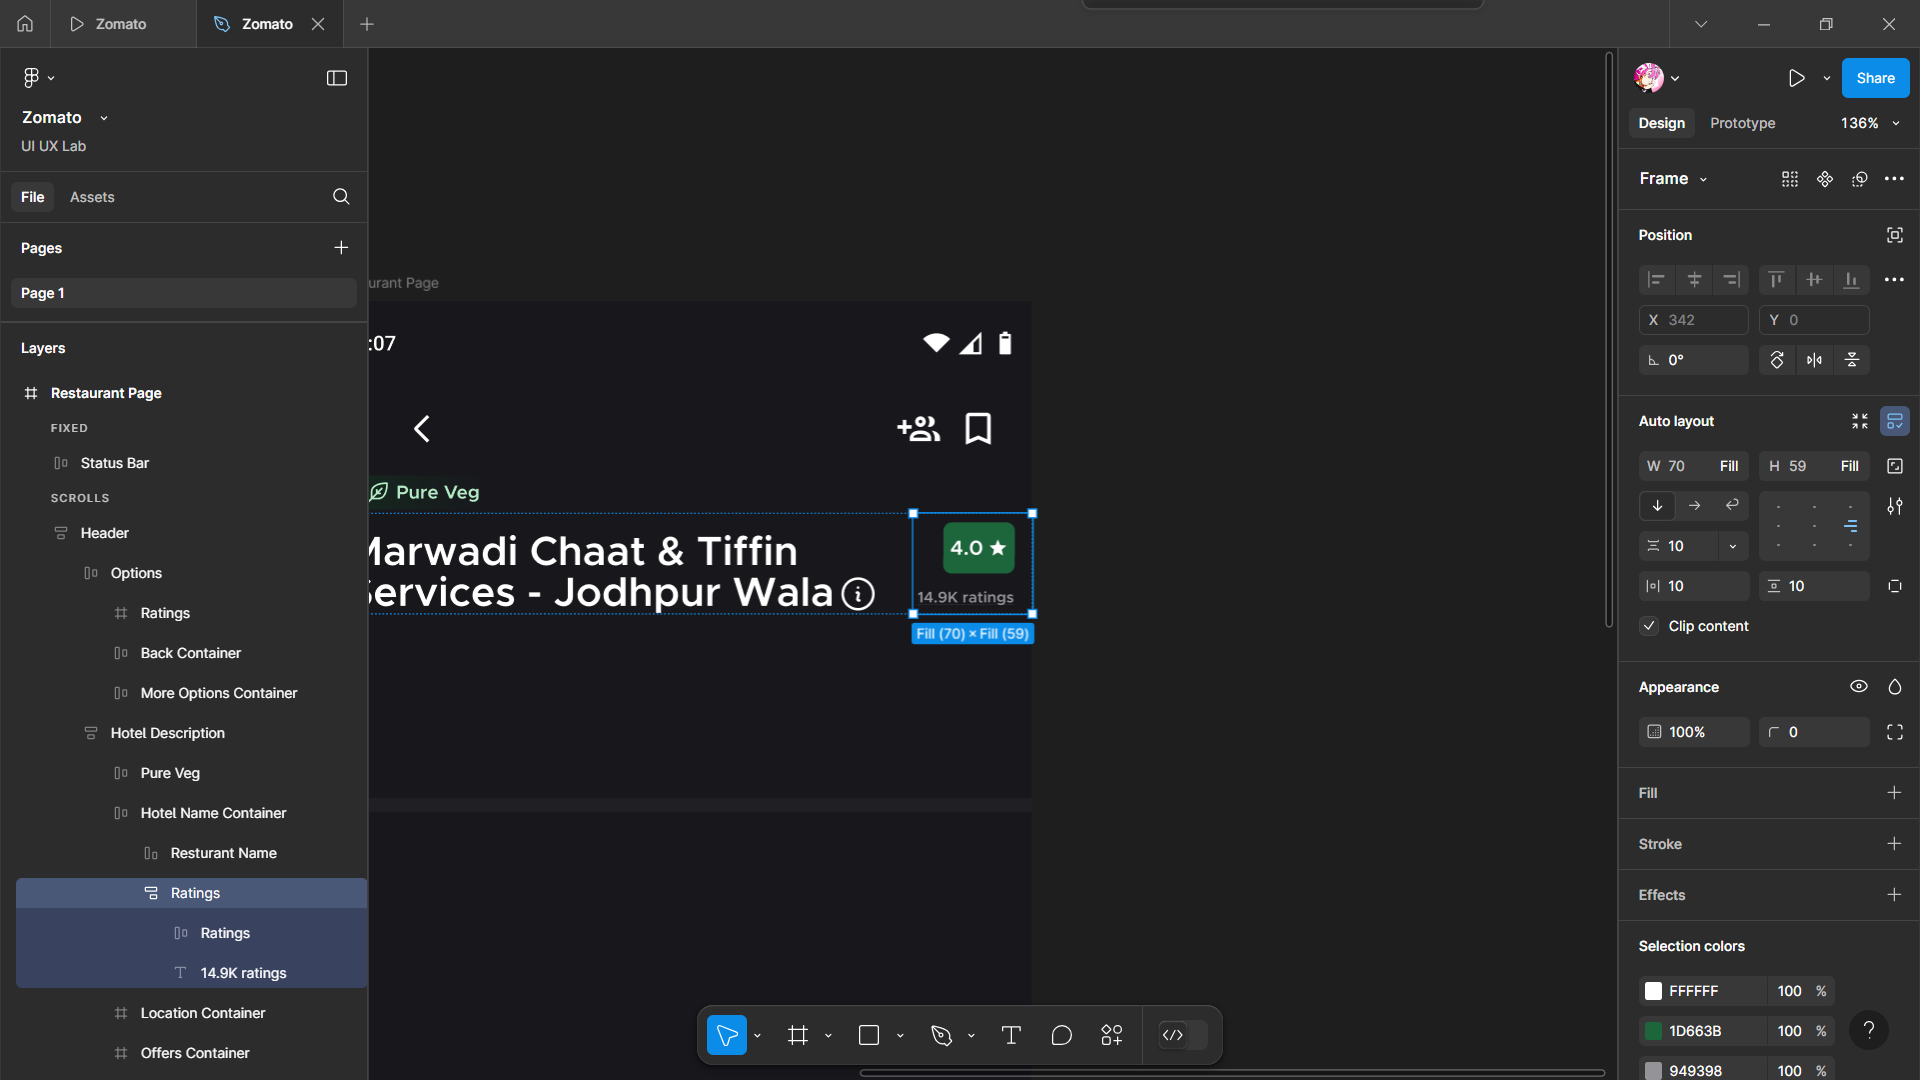 Zomato
Zomato
Zomato
UI UX Lab
File
Assets
Pages
Page 1
Layers
Restaurant Page
FIXED
Status Bar
SCROLLS
Header
Options
Ratings
Back Container
More Options Container
Hotel Description
Pure Veg
Hotel Name Container
Resturant Name
Ratings
Ratings
14.9K ratings
Location Container
Offers Container
urant Page
:07
Pure Veg
Marwadi Chaat & Tiffin
Services - Jodhpur Wala
4.0
14.9K ratings
Fill (70) × Fill (59)
Share
Design
Prototype
136%
Frame
Position
X 342
Y 0
0°
Auto layout
W 70 Fill
H 59 Fill
10
10
10
Clip content
Appearance
100%
0
Fill
Stroke
Effects
Selection colors
FFFFFF 100 %
1D663B 100 %
949398 100 %
?